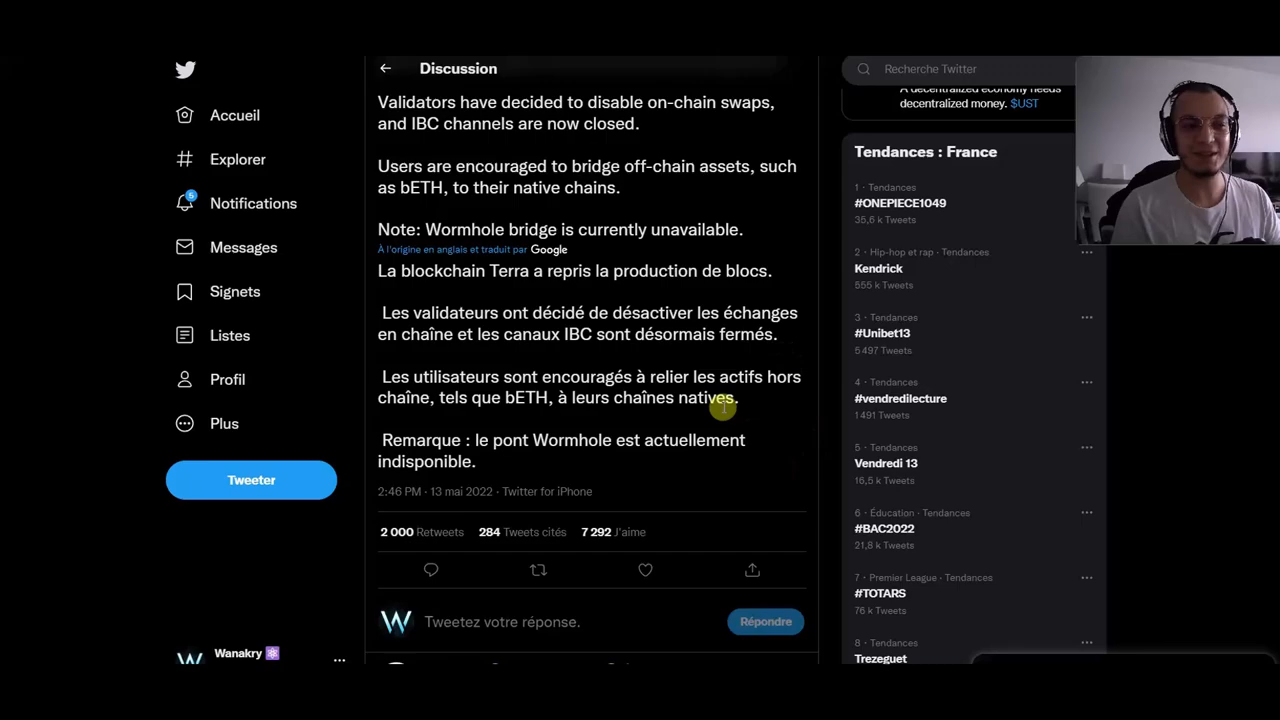 Discussion
Validators have decided to disable on-chain swaps,
and IBC channels are now closed.
Users are encouraged to bridge off-chain assets, such
as bETH, to their native chains.
Note: Wormhole bridge is currently unavailable.
À l'origine en anglais et traduit par Google
La blockchain Terra a repris la production de blocs.
Les validateurs ont décidé de désactiver les échanges
en chaîne et les canaux IBC sont désormais fermés.
Les utilisateurs sont encouragés à relier les actifs hors
chaîne, tels que bETH, à leurs chaînes natives.
Remarque : le pont Wormhole est actuellement
indisponible.
2:46 PM · 13 mai 2022 · Twitter for iPhone
2 000 Retweets 284 Tweets cités 7 292 J'aime
W Tweetez votre réponse. Répondre
Accueil
Explorer
5
Notifications
Messages
Signets
Listes
Profil
Plus
Tweeter
W Wanakry
Recherche Twitter
A decentralized economy needs
decentralized money. $UST
Tendances : France
1 · Tendances
#ONEPIECE1049
35,6 k Tweets
2 · Hip-hop et rap · Tendances
Kendrick
555 k Tweets
3 · Tendances
#Unibet13
5 497 Tweets
4 · Tendances
#vendredilecture
1 491 Tweets
5 · Tendances
Vendredi 13
16,5 k Tweets
6 · Éducation · Tendances
#BAC2022
21,8 k Tweets
7 · Premier League · Tendances
#TOTARS
76 k Tweets
8 · Tendances
Trezeguet